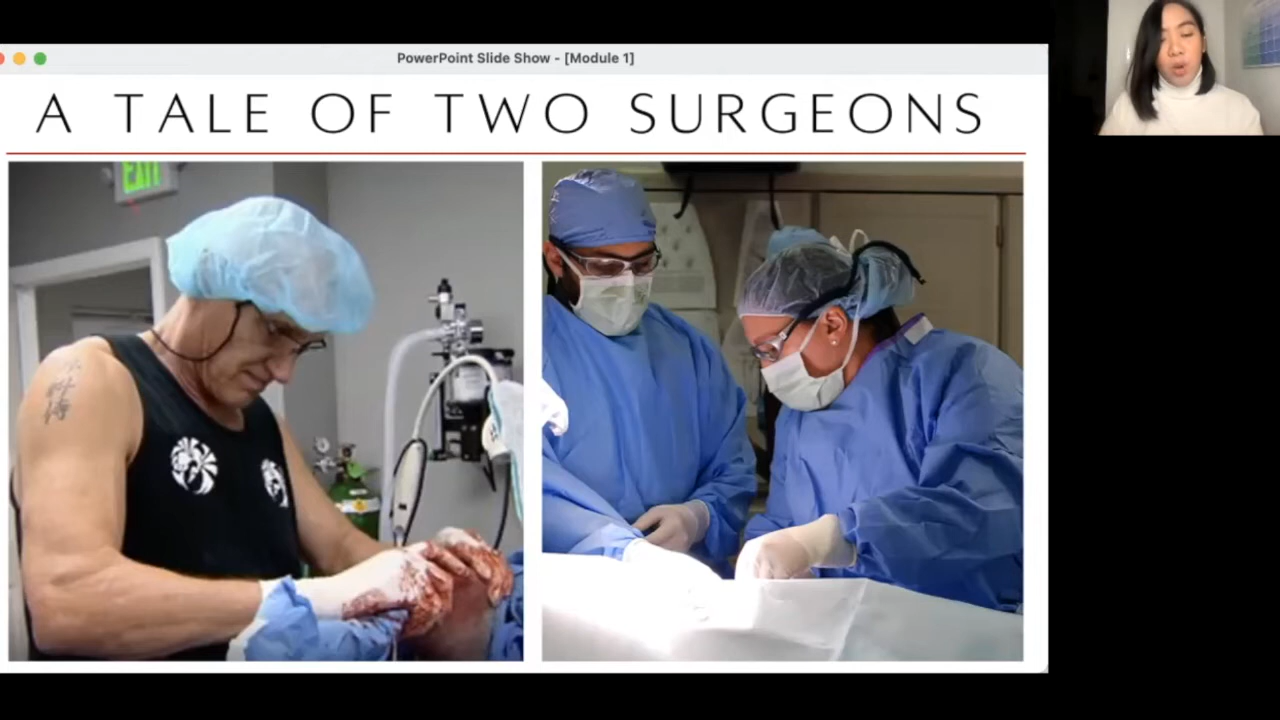 PowerPoint Slide Show - [Module 1]
A TALE OF TWO SURGEONS
EXIT